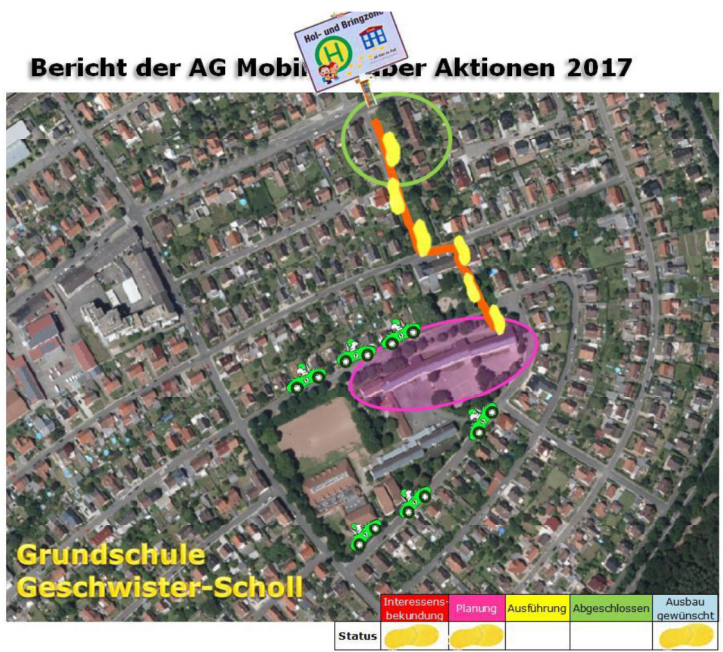 Hol- und Bringzone
H
Bericht der AG über Aktionen 2017
Grundschule
Geschwister-Scholl
Interessens-
bekundung
Planung
Ausführung
Abgeschlossen
Ausbau
gewünscht
Status